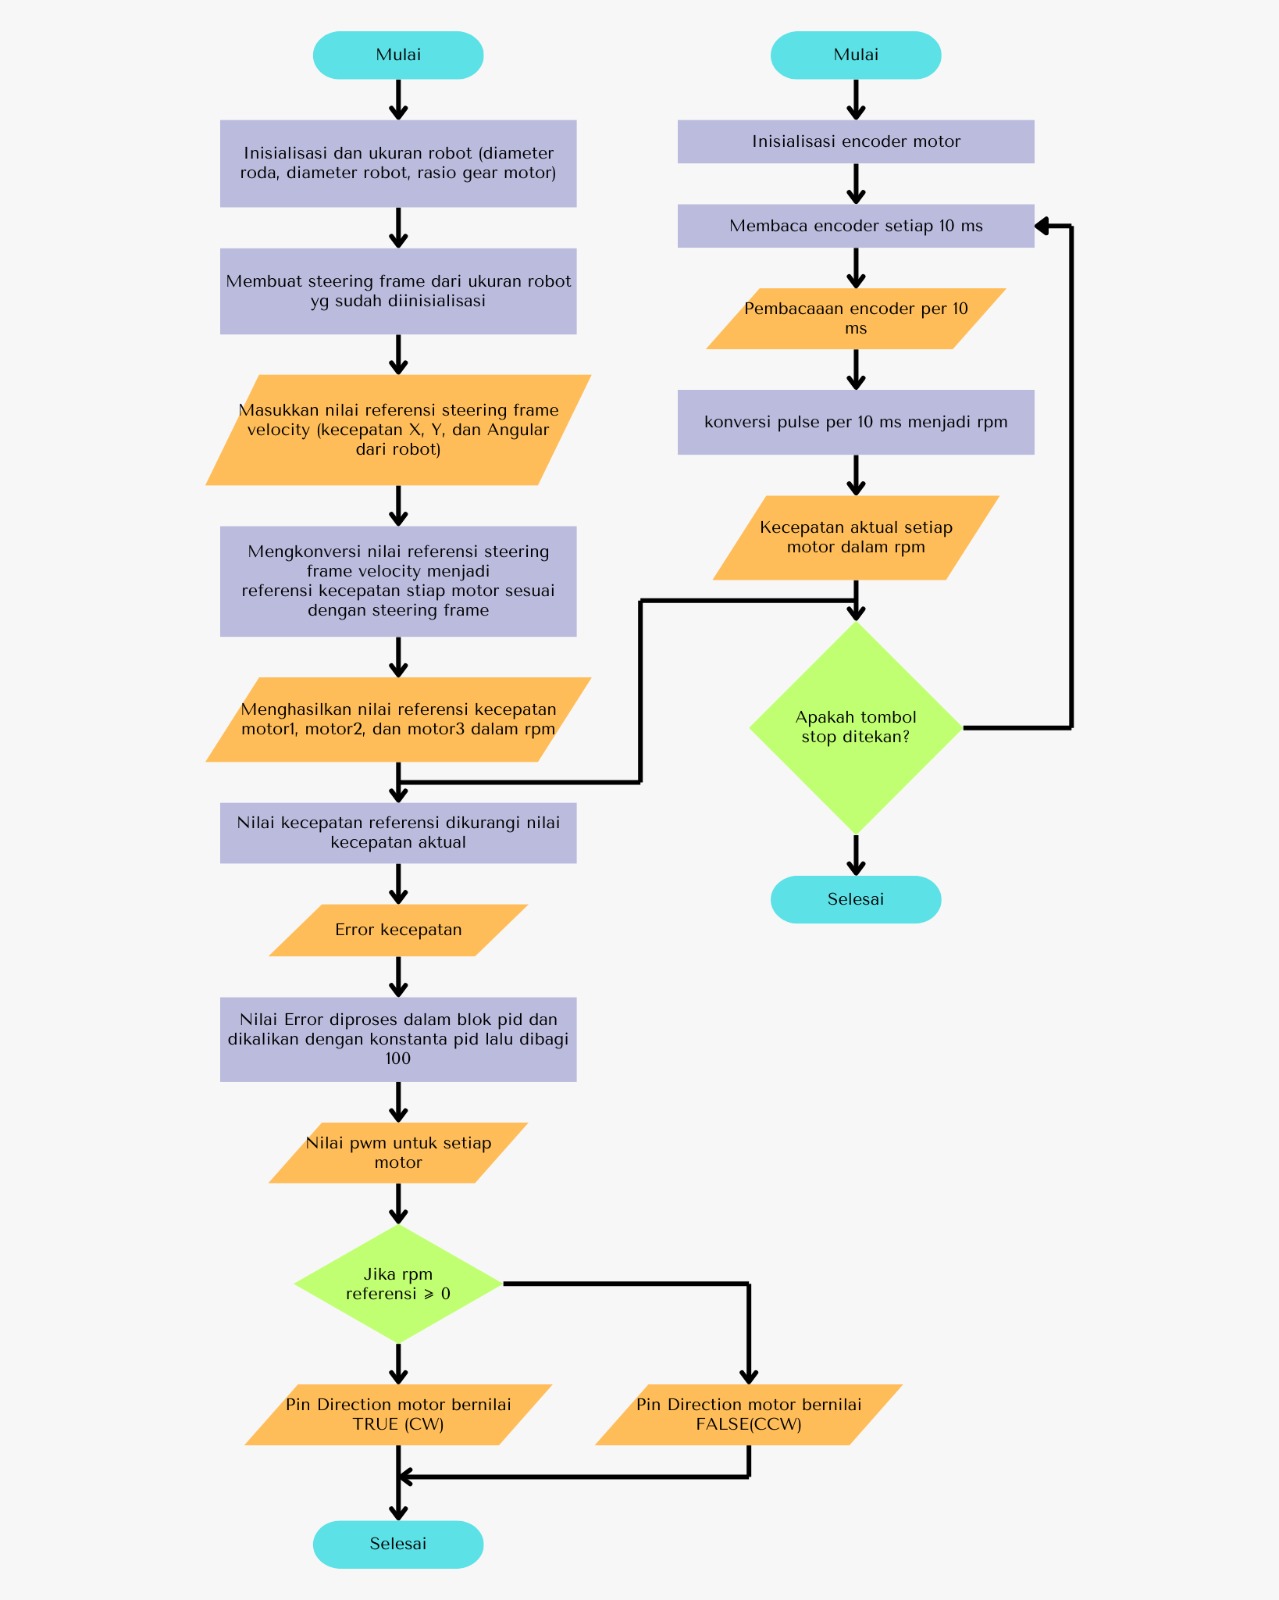 Mulai
Inisialisasi dan ukuran robot (diameter
roda, diameter robot, rasio gear motor)
Membuat steering frame dari ukuran robot
yg sudah diinisialisasi
Masukkan nilai referensi steering frame
velocity (kecepatan X, Y, dan Angular
dari robot)
Mengkonversi nilai referensi steering
frame velocity menjadi
referensi kecepatan stiap motor sesuai
dengan steering frame
Menghasilkan nilai referensi kecepatan
motor1, motor2, dan motor3 dalam rpm
Nilai kecepatan referensi dikurangi nilai
kecepatan aktual
Error kecepatan
Nilai Error diproses dalam blok pid dan
dikalikan dengan konstanta pid lalu dibagi
100
Nilai pwm untuk setiap
motor
Jika rpm
referensi ⩾ 0
Pin Direction motor bernilai
TRUE (CW)
Pin Direction motor bernilai
FALSE(CCW)
Selesai
Mulai
Inisialisasi encoder motor
Membaca encoder setiap 10 ms
Pembacaaan encoder per 10
ms
konversi pulse per 10 ms menjadi rpm
Kecepatan aktual setiap
motor dalam rpm
Apakah tombol
stop ditekan?
Selesai